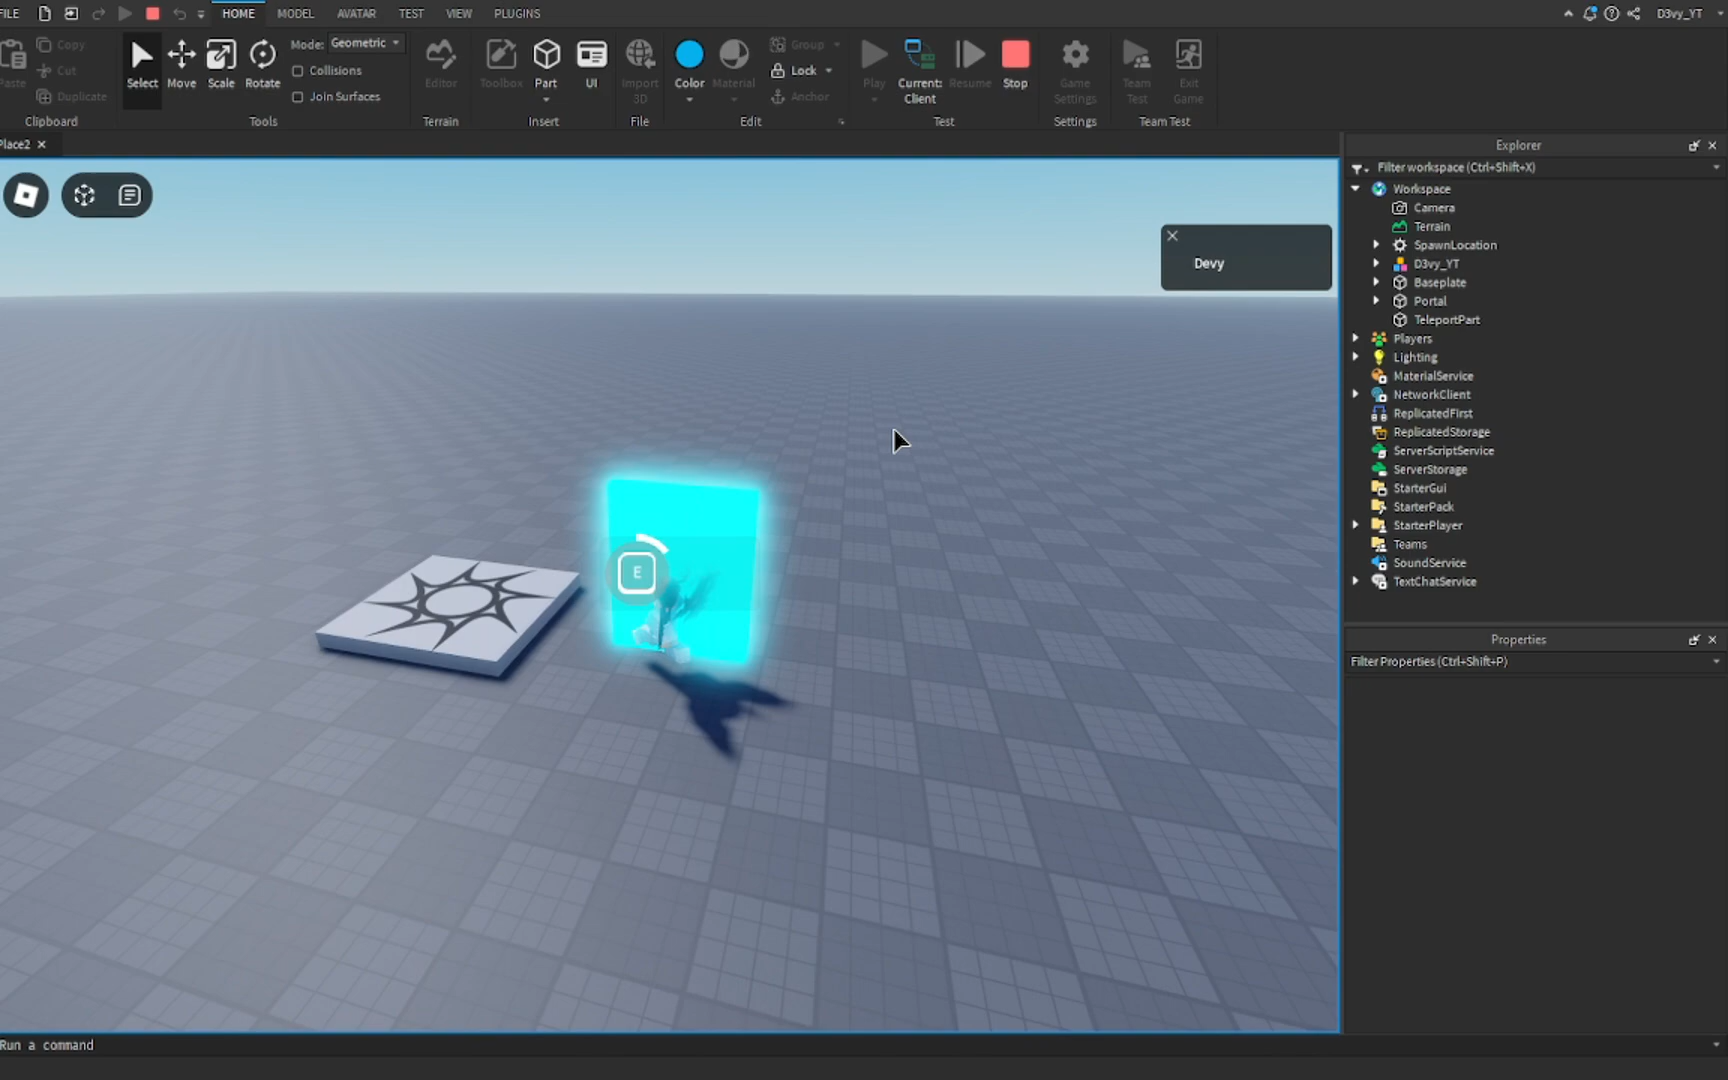 FILE HOME MODEL AVATAR TEST VIEW PLUGINS D3vy_YT
Paste Copy Cut Duplicate
Clipboard
Select Move Scale Rotate
Mode: Geometric
Collisions
Join Surfaces
Tools
Editor
Terrain
Toolbox Part UI
Insert
Import 3D
File
Color Material
Group
Lock
Anchor
Edit
Play Current: Client Resume Stop
Test
Game Settings
Settings
Team Test Exit Game
Team Test
Place2
Devy
E
Explorer
Filter workspace (Ctrl+Shift+X)
Workspace
Camera
Terrain
SpawnLocation
D3vy_YT
Baseplate
Portal
TeleportPart
Players
Lighting
MaterialService
NetworkClient
ReplicatedFirst
ReplicatedStorage
ServerScriptService
ServerStorage
StarterGui
StarterPack
StarterPlayer
Teams
SoundService
TextChatService
Properties
Filter Properties (Ctrl+Shift+P)
Run a command